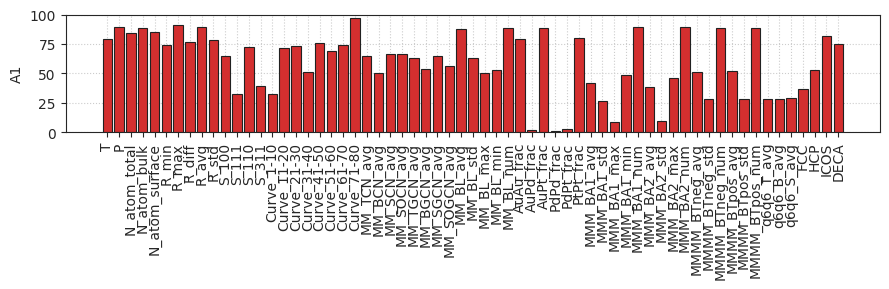 100
75
50
25
0
A1
T
P
N_atom_total
N_atom_bulk
N_atom_surface
R_min
R_max
R_diff
R_avg
R_std
S_100
S_111
S_110
S_311
Curve_1-10
Curve_11-20
Curve_21-30
Curve_31-40
Curve_41-50
Curve_51-60
Curve_61-70
Curve_71-80
MM_TCN_avg
MM_BCN_avg
MM_SCN_avg
MM_SOCN_avg
MM_TGCN_avg
MM_BGCN_avg
MM_SGCN_avg
MM_SOGCN_avg
MM_BL_avg
MM_BL_std
MM_BL_max
MM_BL_min
MM_BL_num
AuAu_frac
AuPd_frac
AuPt_frac
PdPd_frac
PdPt_frac
PtPt_frac
MMM_BA1_avg
MMM_BA1_std
MMM_BA1_max
MMM_BA1_min
MMM_BA1_num
MMM_BA2_avg
MMM_BA2_std
MMM_BA2_max
MMM_BA2_num
MMMM_BTneg_avg
MMMM_BTneg_std
MMMM_BTneg_num
MMMM_BTpos_avg
MMMM_BTpos_std
MMMM_BTpos_num
q6q6_T_avg
q6q6_B_avg
q6q6_S_avg
FCC
HCP
ICOS
DECA